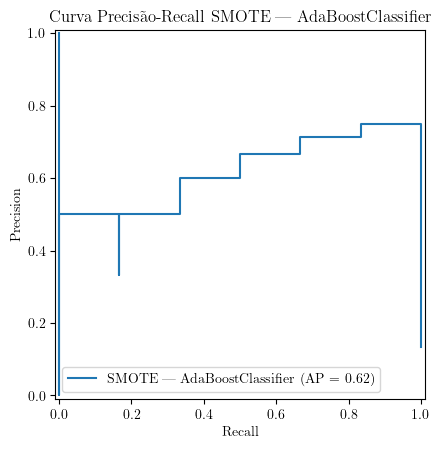 Curva Precisão-Recall SMOTE — AdaBoostClassifier
1.0
0.8
0.6
0.4
0.2
0.0
Precision
SMOTE — AdaBoostClassifier (AP = 0.62)
0.0 0.2 0.4 0.6 0.8 1.0
Recall